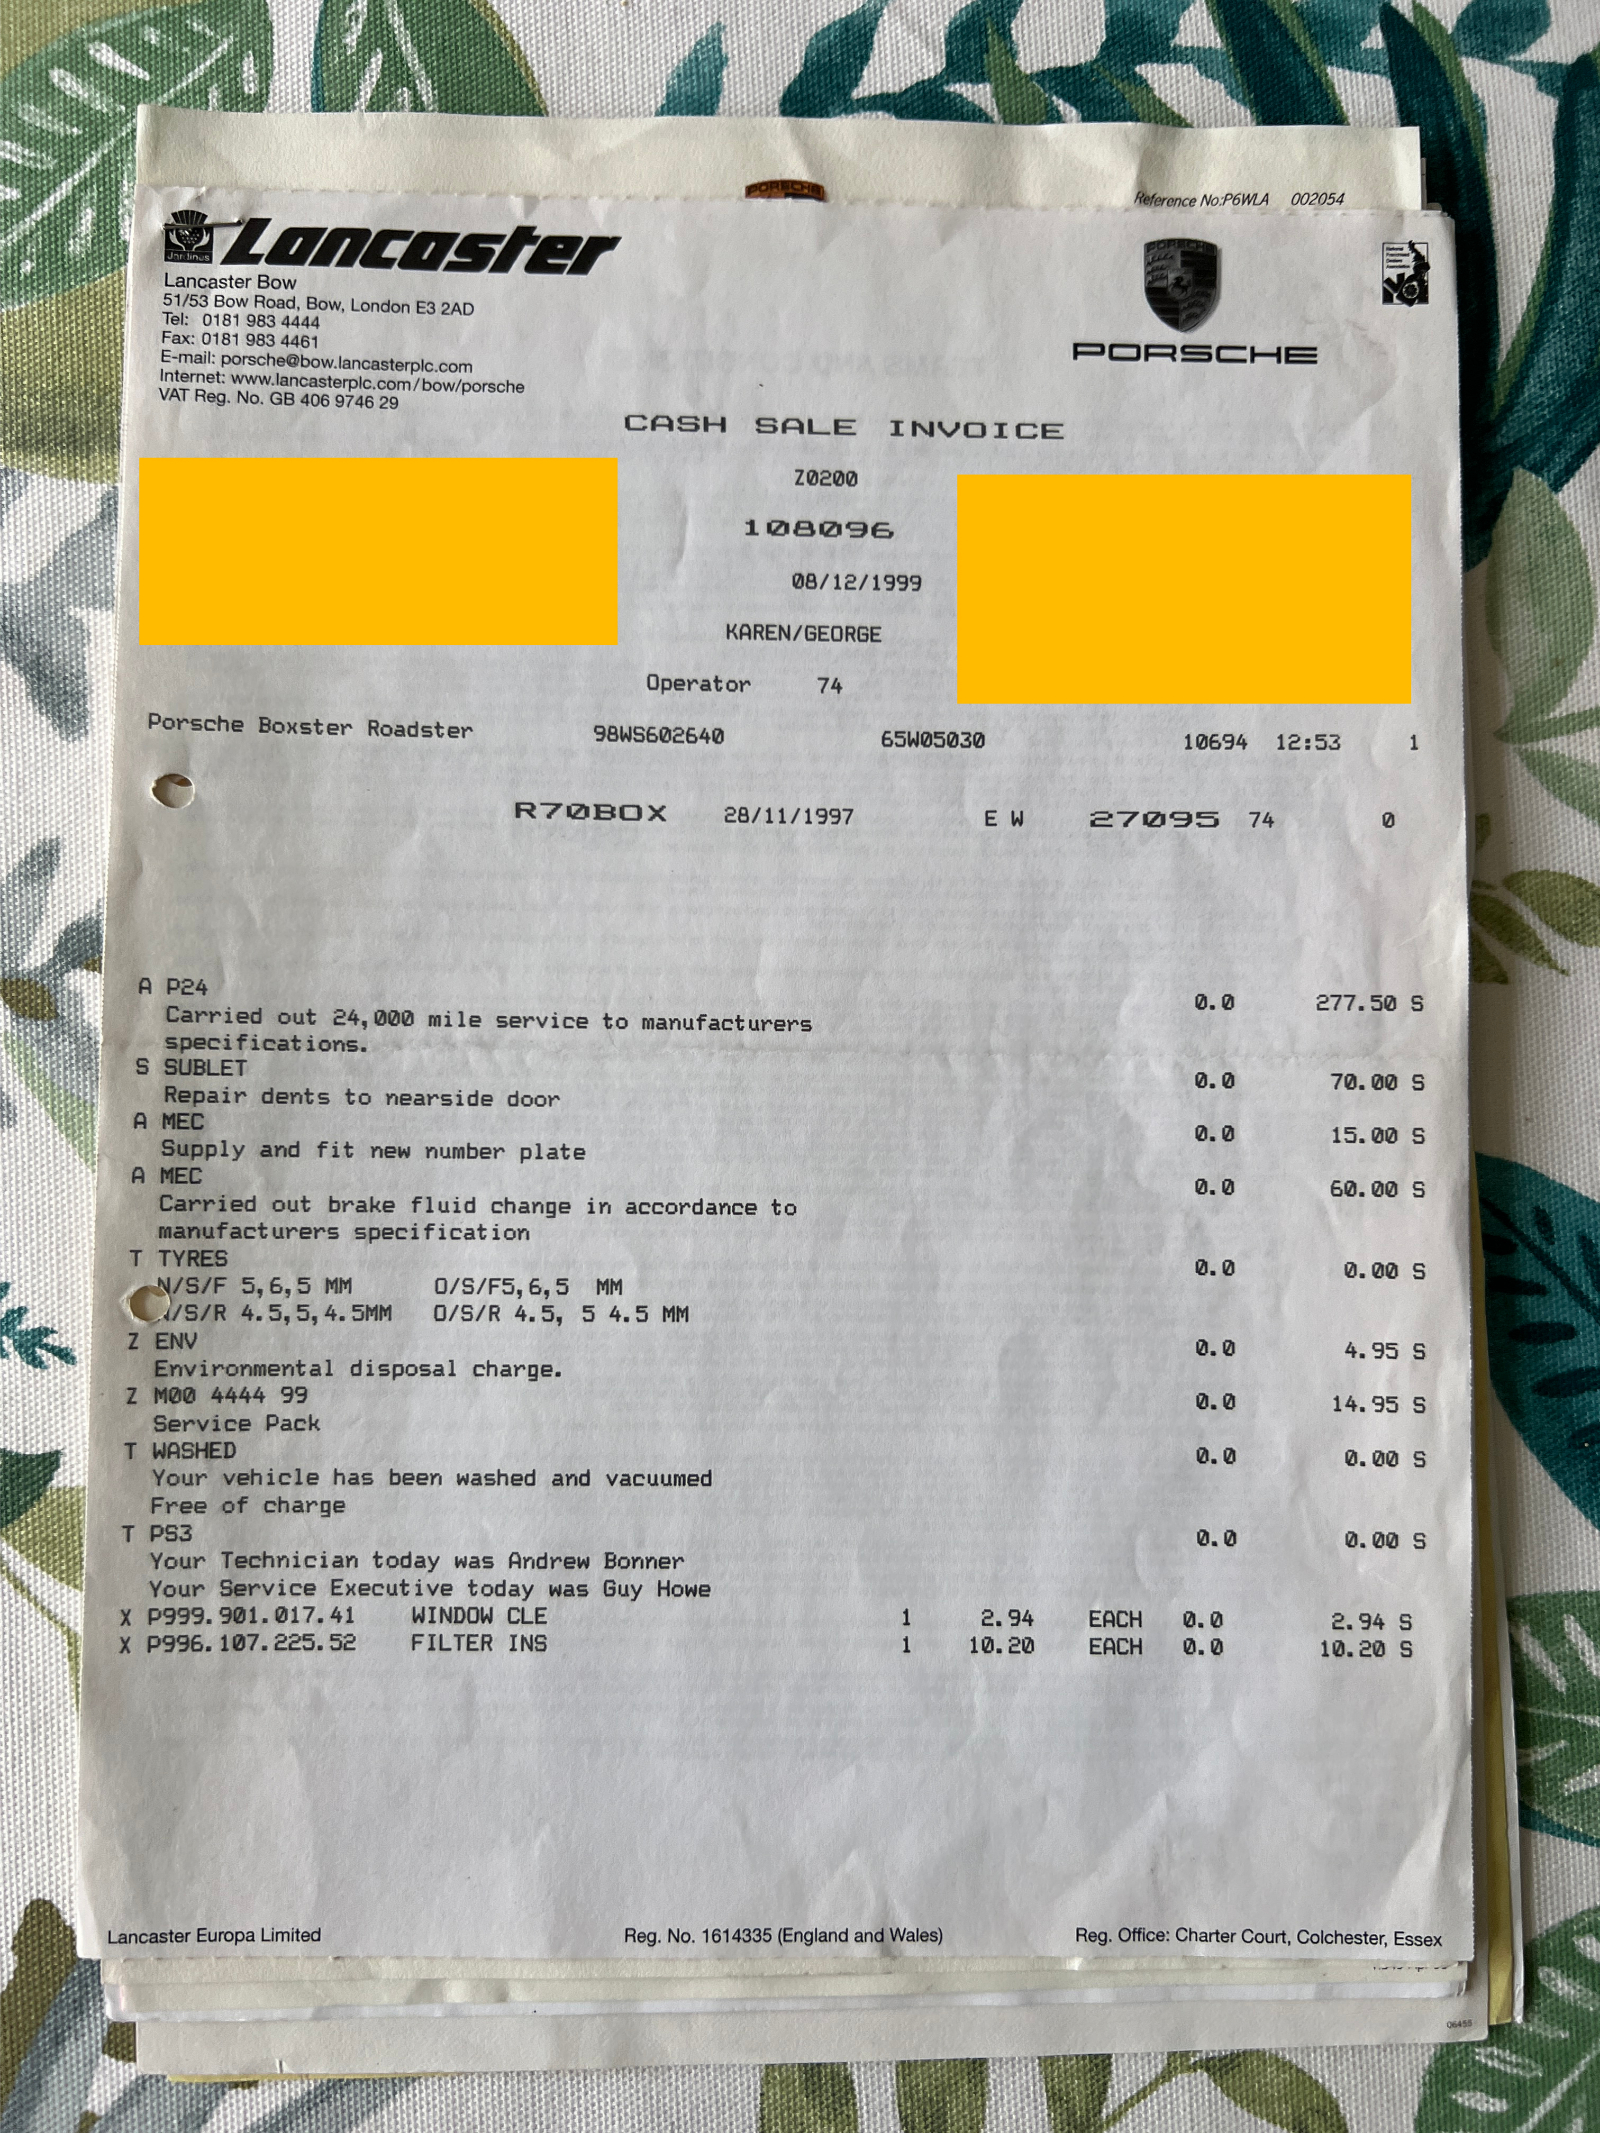 PORSCHE
Reference No:P6WLA 002054
Jardines
Lancaster
Lancaster Bow
51/53 Bow Road, Bow, London E3 2AD
Tel: 0181 983 4444
Fax: 0181 983 4461
E-mail: porsche@bow.lancasterplc.com
Internet: www.lancasterplc.com/bow/porsche
VAT Reg. No. GB 406 9746 29
PORSCHE
PORSCHE
CASH SALE INVOICE
Z0200
108096
08/12/1999
KAREN/GEORGE
Operator 74
Porsche Boxster Roadster 98WS602640 65W05030 10694 12:53 1
R70BOX 28/11/1997 E W 27095 74 0
A P24 0.0 277.50 S
Carried out 24,000 mile service to manufacturers
specifications.
S SUBLET 0.0 70.00 S
Repair dents to nearside door
A MEC 0.0 15.00 S
Supply and fit new number plate
A MEC 0.0 60.00 S
Carried out brake fluid change in accordance to
manufacturers specification
T TYRES 0.0 0.00 S
N/S/F 5,6,5 MM O/S/F5,6,5 MM
/S/R 4.5,5,4.5MM O/S/R 4.5, 5 4.5 MM
Z ENV 0.0 4.95 S
Environmental disposal charge.
Z M00 4444 99 0.0 14.95 S
Service Pack
T WASHED 0.0 0.00 S
Your vehicle has been washed and vacuumed
Free of charge
T PS3 0.0 0.00 S
Your Technician today was Andrew Bonner
Your Service Executive today was Guy Howe
X P999.901.017.41 WINDOW CLE 1 2.94 EACH 0.0 2.94 S
X P996.107.225.52 FILTER INS 1 10.20 EACH 0.0 10.20 S
Lancaster Europa Limited Reg. No. 1614335 (England and Wales) Reg. Office: Charter Court, Colchester, Essex